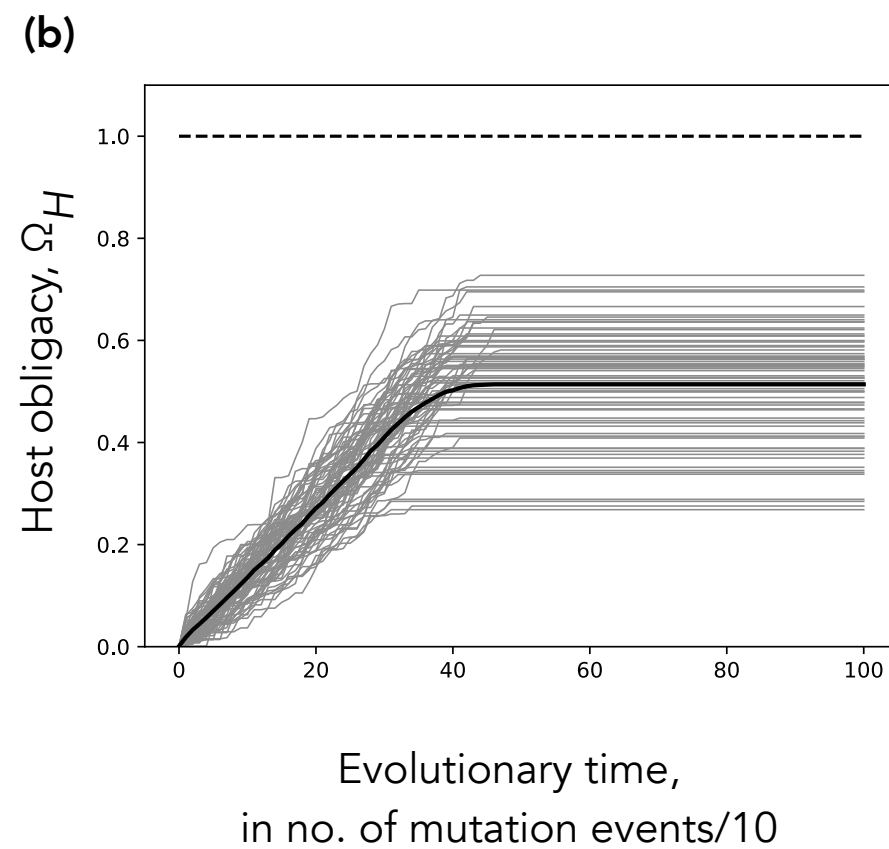 (b)
1.0
0.8
0.6
0.4
0.2
0.0
Host obligacy, Ω_H
0 20 40 60 80 100
Evolutionary time,
in no. of mutation events/10